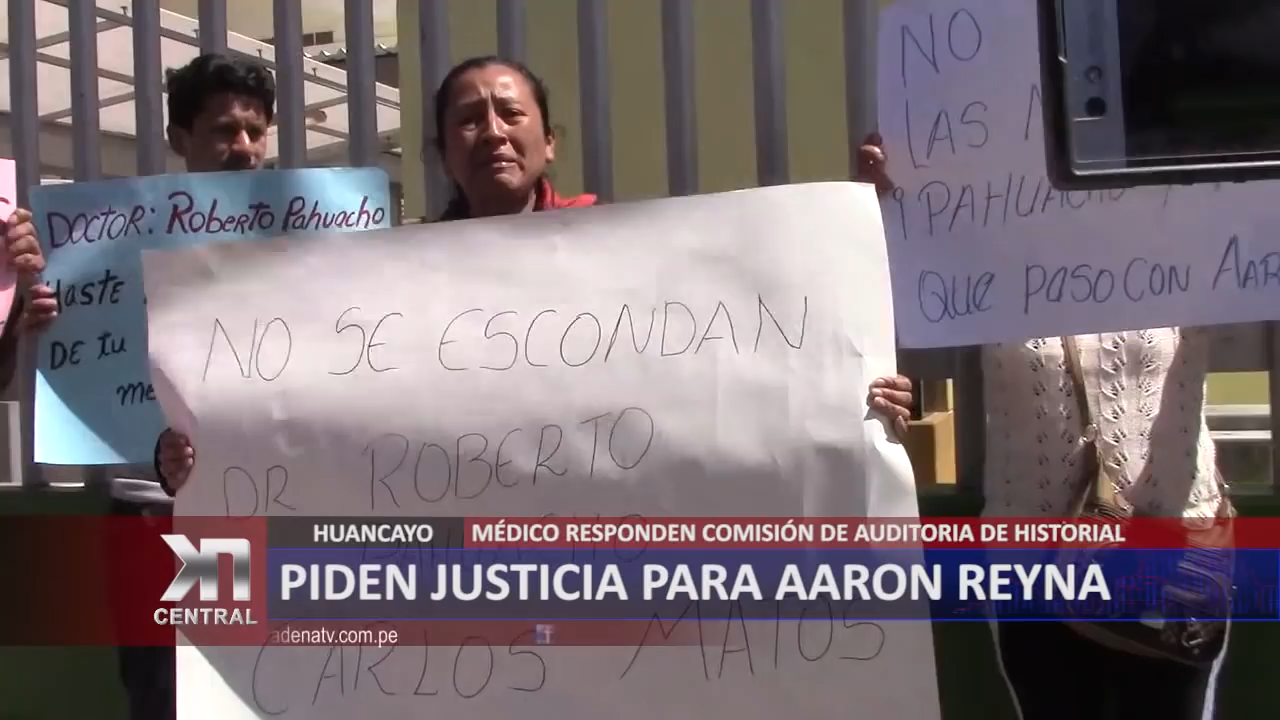 DOCTOR: Roberto Pahuacho
Haste
DE tu
me
NO SE ESCONDAN
DR ROBERTO
CARLOS MATOS
NO
LAS
¡PAHUACHO
QUE PASO CON AAR
HUANCAYO
MÉDICO RESPONDEN COMISIÓN DE AUDITORIA DE HISTORIAL
PIDEN JUSTICIA PARA AARON REYNA
CENTRAL
adenatv.com.pe